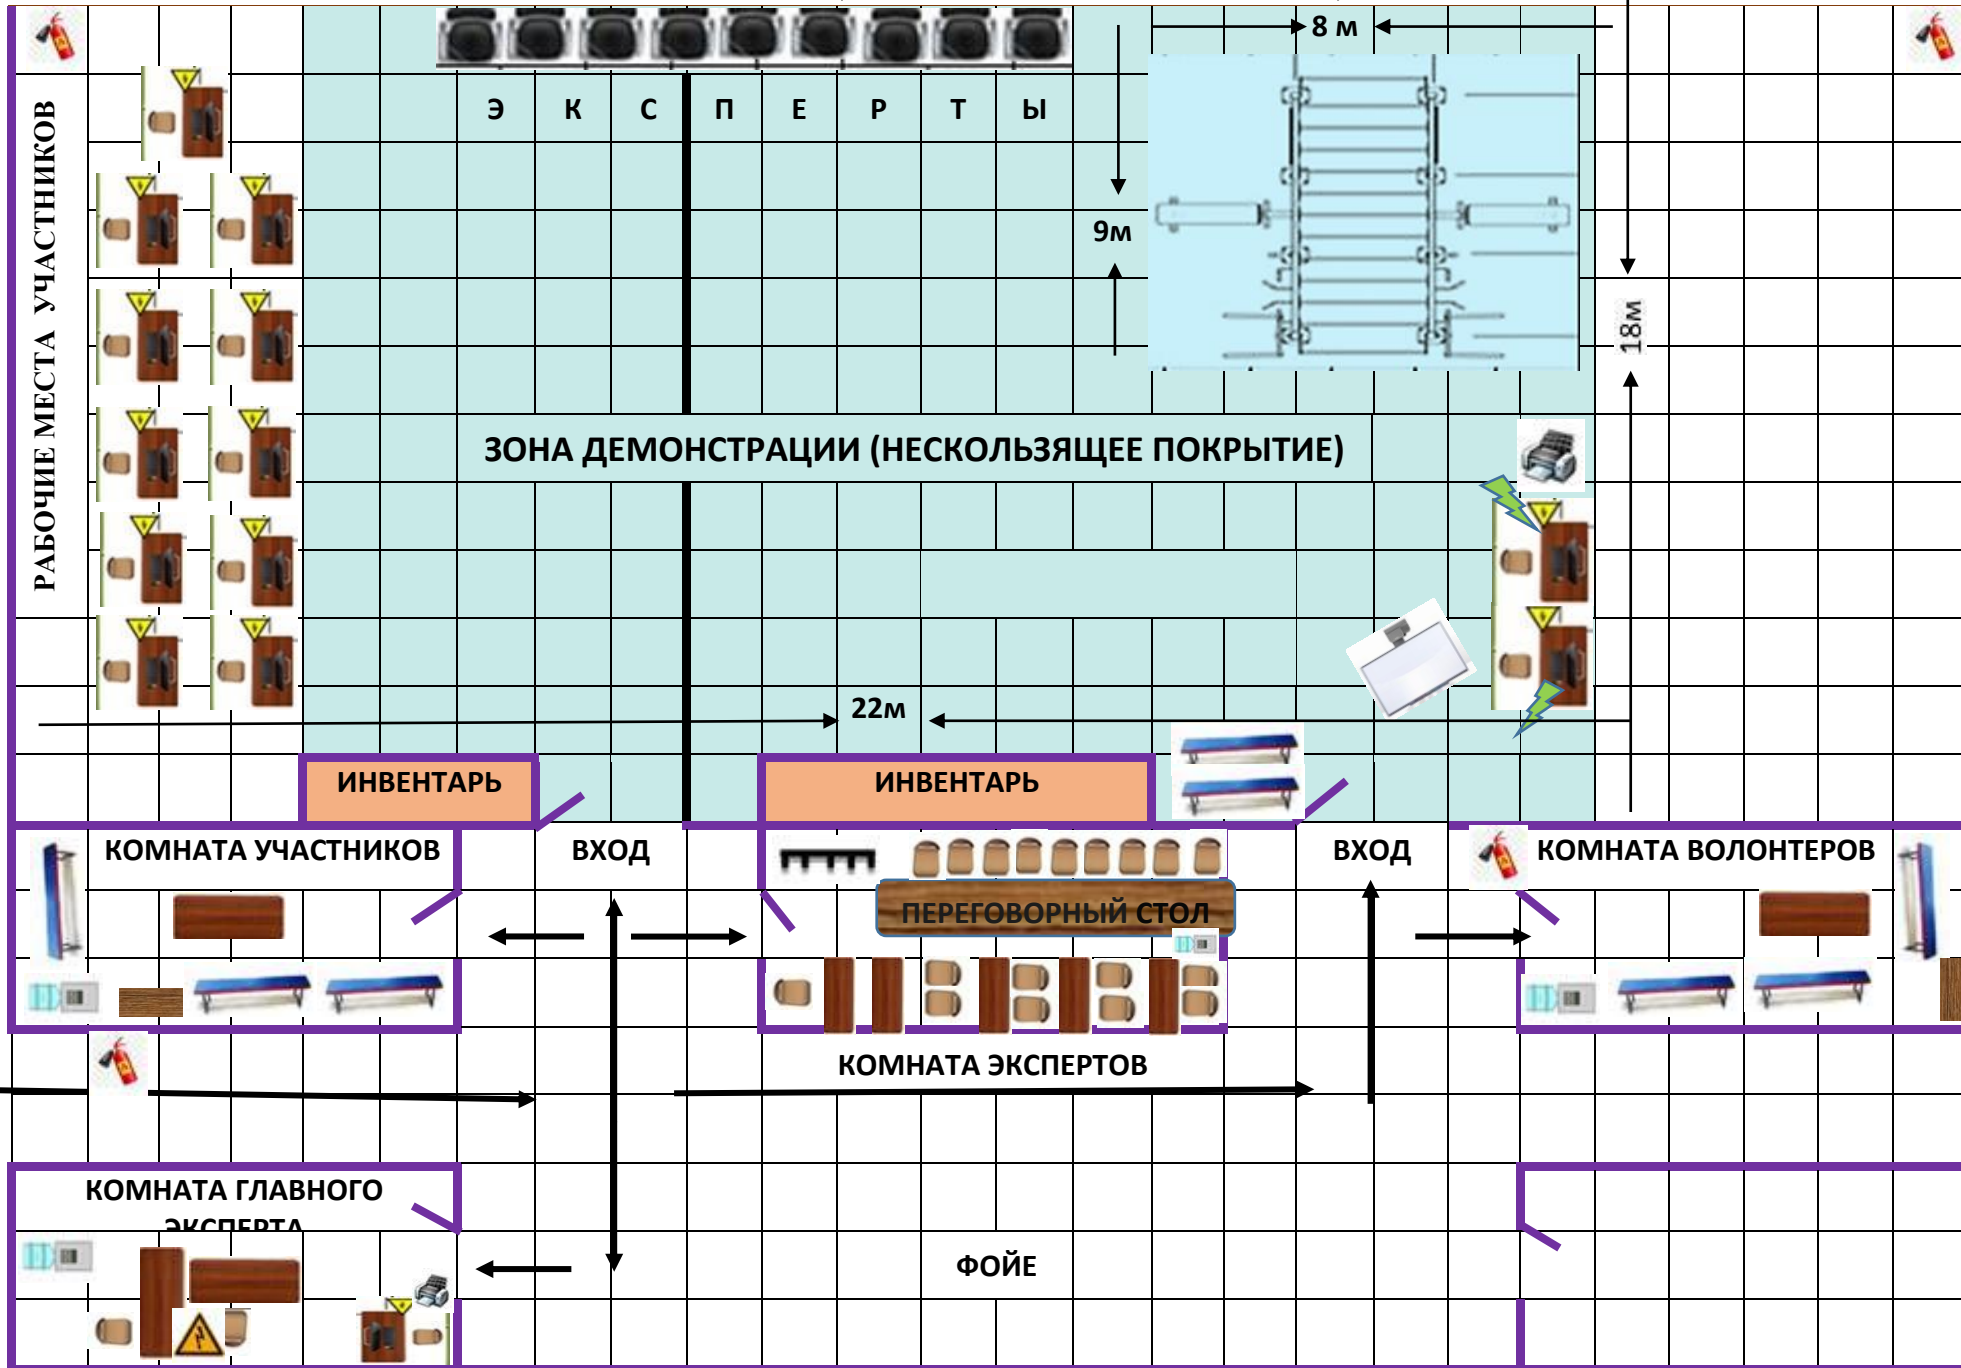 8 м
Э К С П Е Р Т Ы
РАБОЧИЕ МЕСТА УЧАСТНИКОВ
9м
18м
ЗОНА ДЕМОНСТРАЦИИ (НЕСКОЛЬЗЯЩЕЕ ПОКРЫТИЕ)
22м
ИНВЕНТАРЬ
ИНВЕНТАРЬ
КОМНАТА УЧАСТНИКОВ
ВХОД
ВХОД
КОМНАТА ВОЛОНТЕРОВ
ПЕРЕГОВОРНЫЙ СТОЛ
КОМНАТА ЭКСПЕРТОВ
КОМНАТА ГЛАВНОГО
ЭКСПЕРТА
ФОЙЕ